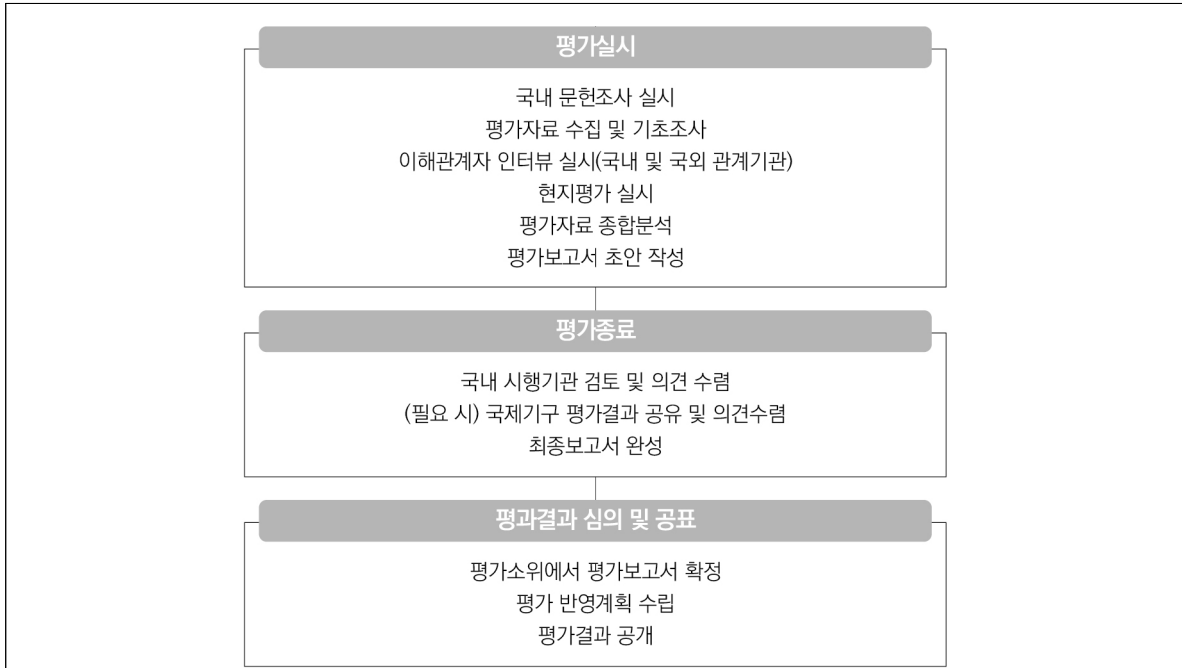 평가실시
국내 문헌조사 실시
평가자료 수집 및 기초조사
이해관계자 인터뷰 실시(국내 및 국외 관계기관)
현지평가 실시
평가자료 종합분석
평가보고서 초안 작성
평가종료
국내 시행기관 검토 및 의견 수렴
(필요 시) 국제기구 평가결과 공유 및 의견수렴
최종보고서 완성
평과결과 심의 및 공표
평가소위에서 평가보고서 확정
평가 반영계획 수립
평가결과 공개